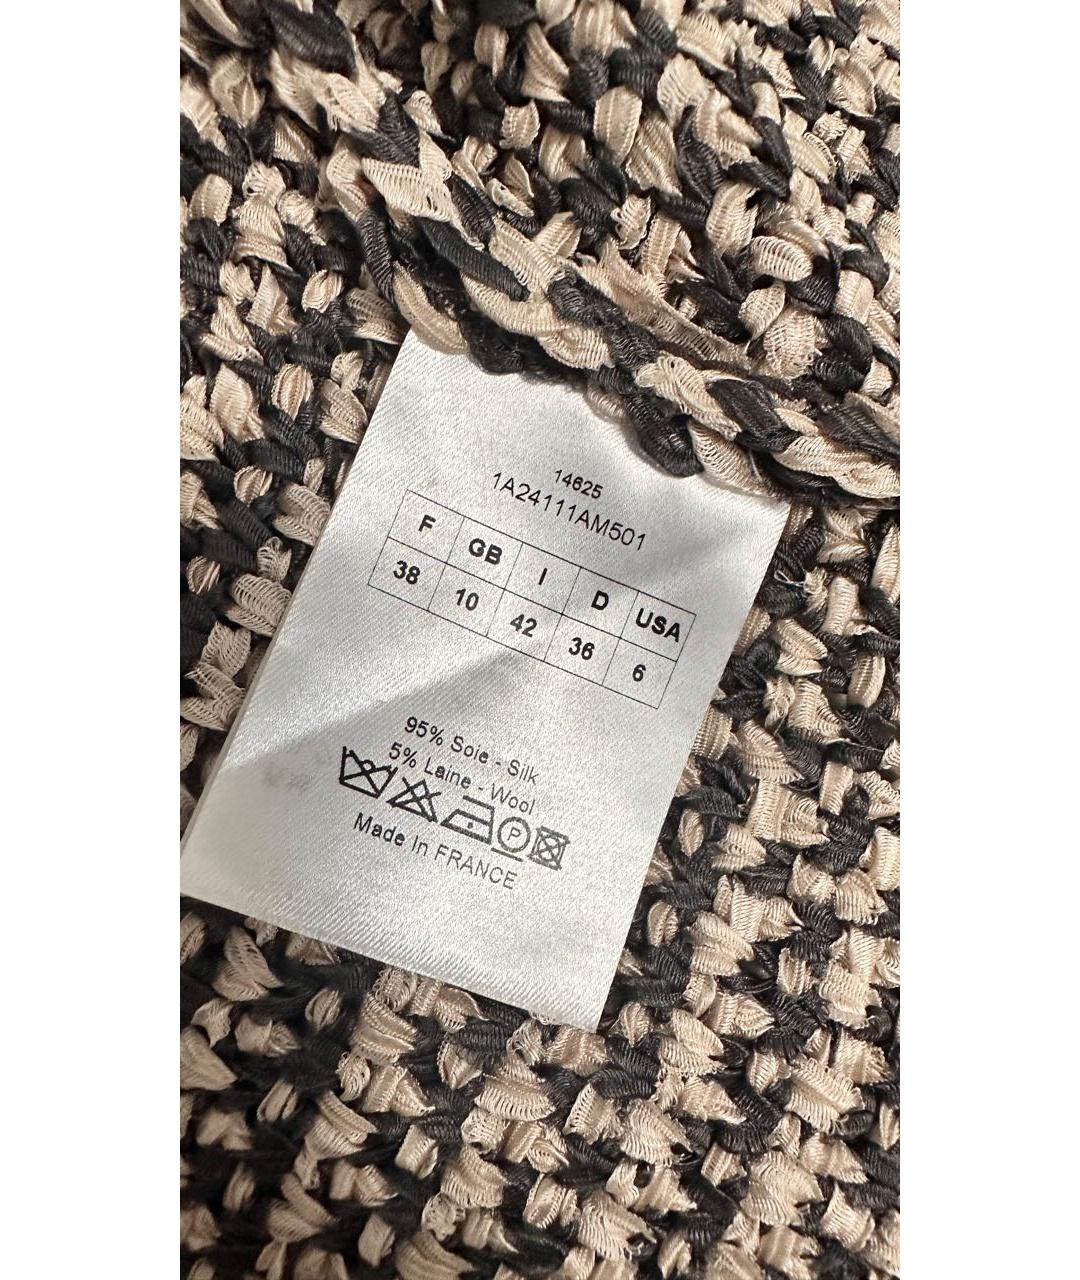 14625
1A24111AM501
F GB I D USA
38 10 42 36 6
95% Soie - Silk
5% Laine - Wool
P
Made In FRANCE